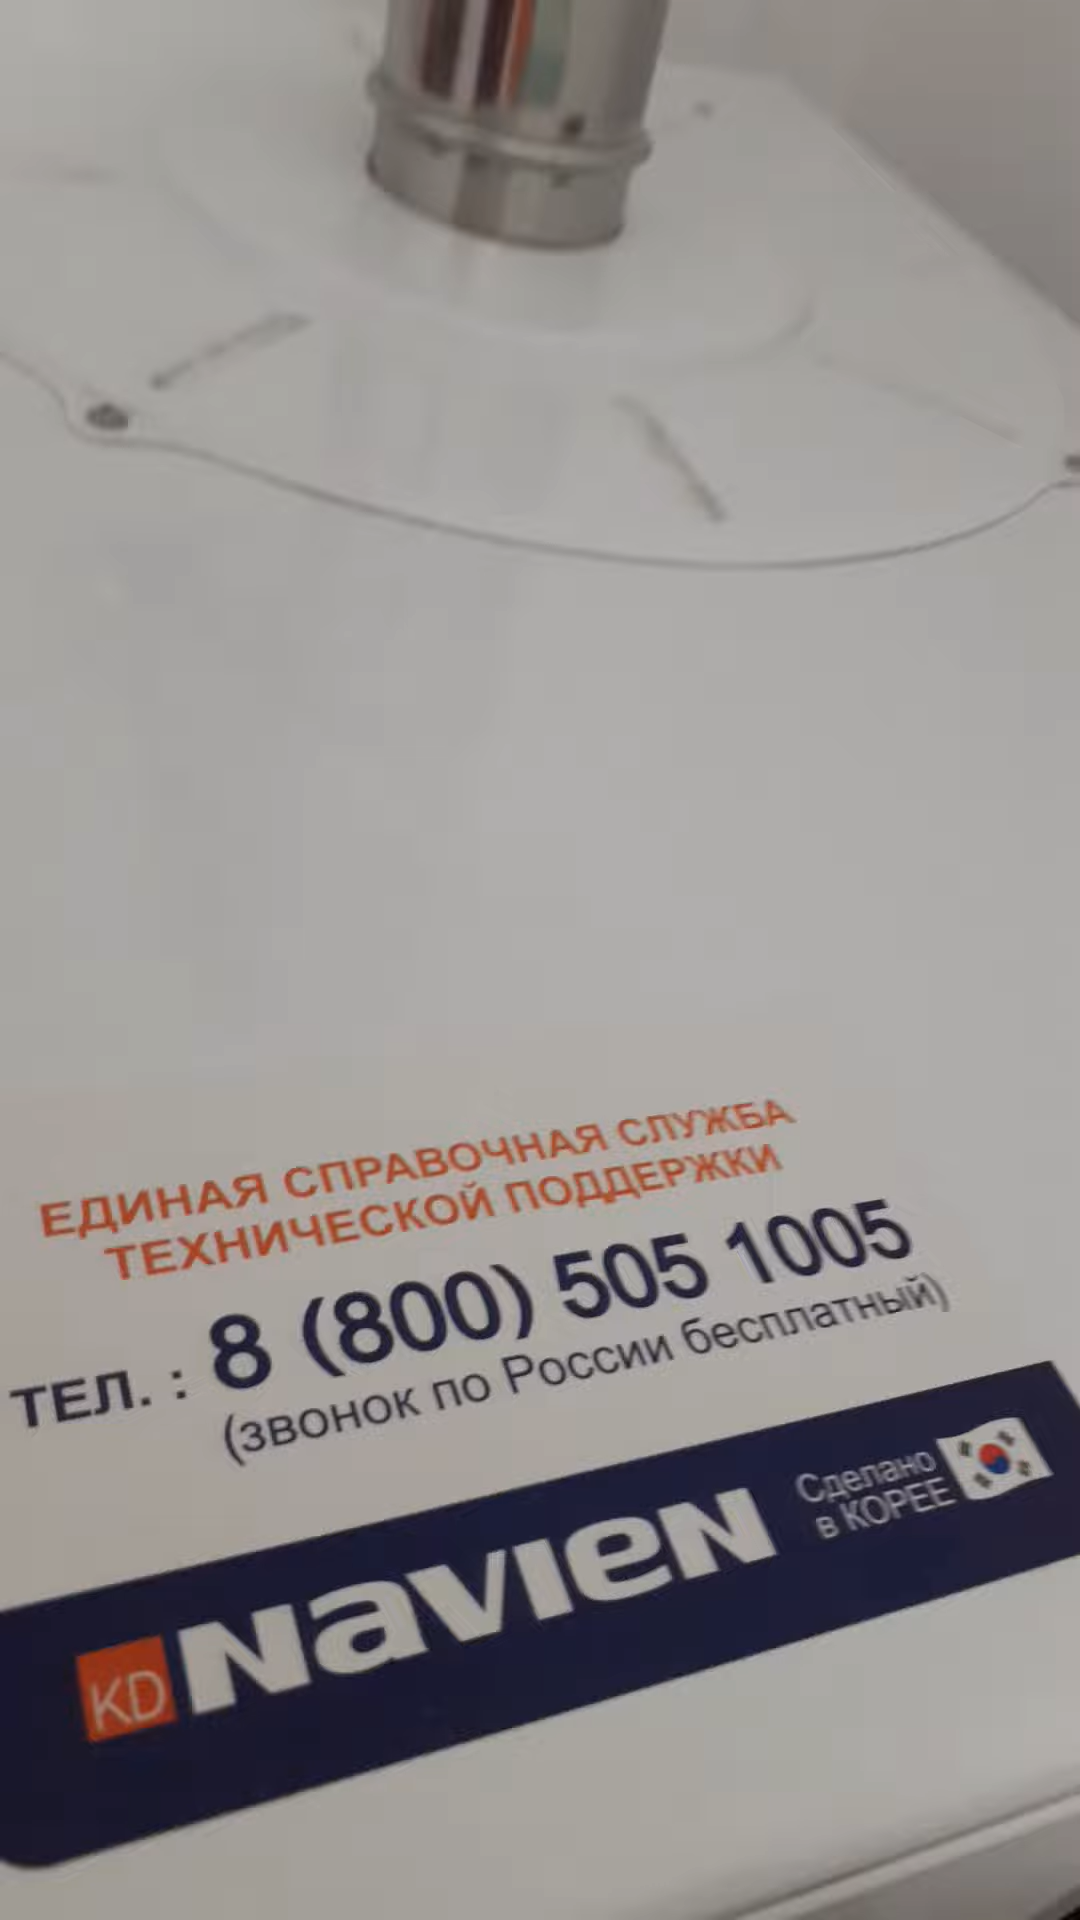 ЕДИНАЯ СПРАВОЧНАЯ СЛУЖБА
ТЕХНИЧЕСКОЙ ПОДДЕРЖКИ
ТЕЛ. : 8 (800) 505 1005
(звонок по России бесплатный)
KD NAVIEN
Сделано
в КОРЕЕ